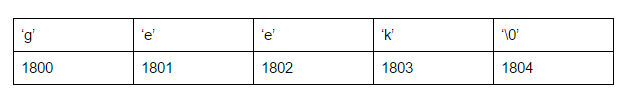 ‘g’ ‘e’ ‘e’ ‘k’ ‘\0’
1800 1801 1802 1803 1804